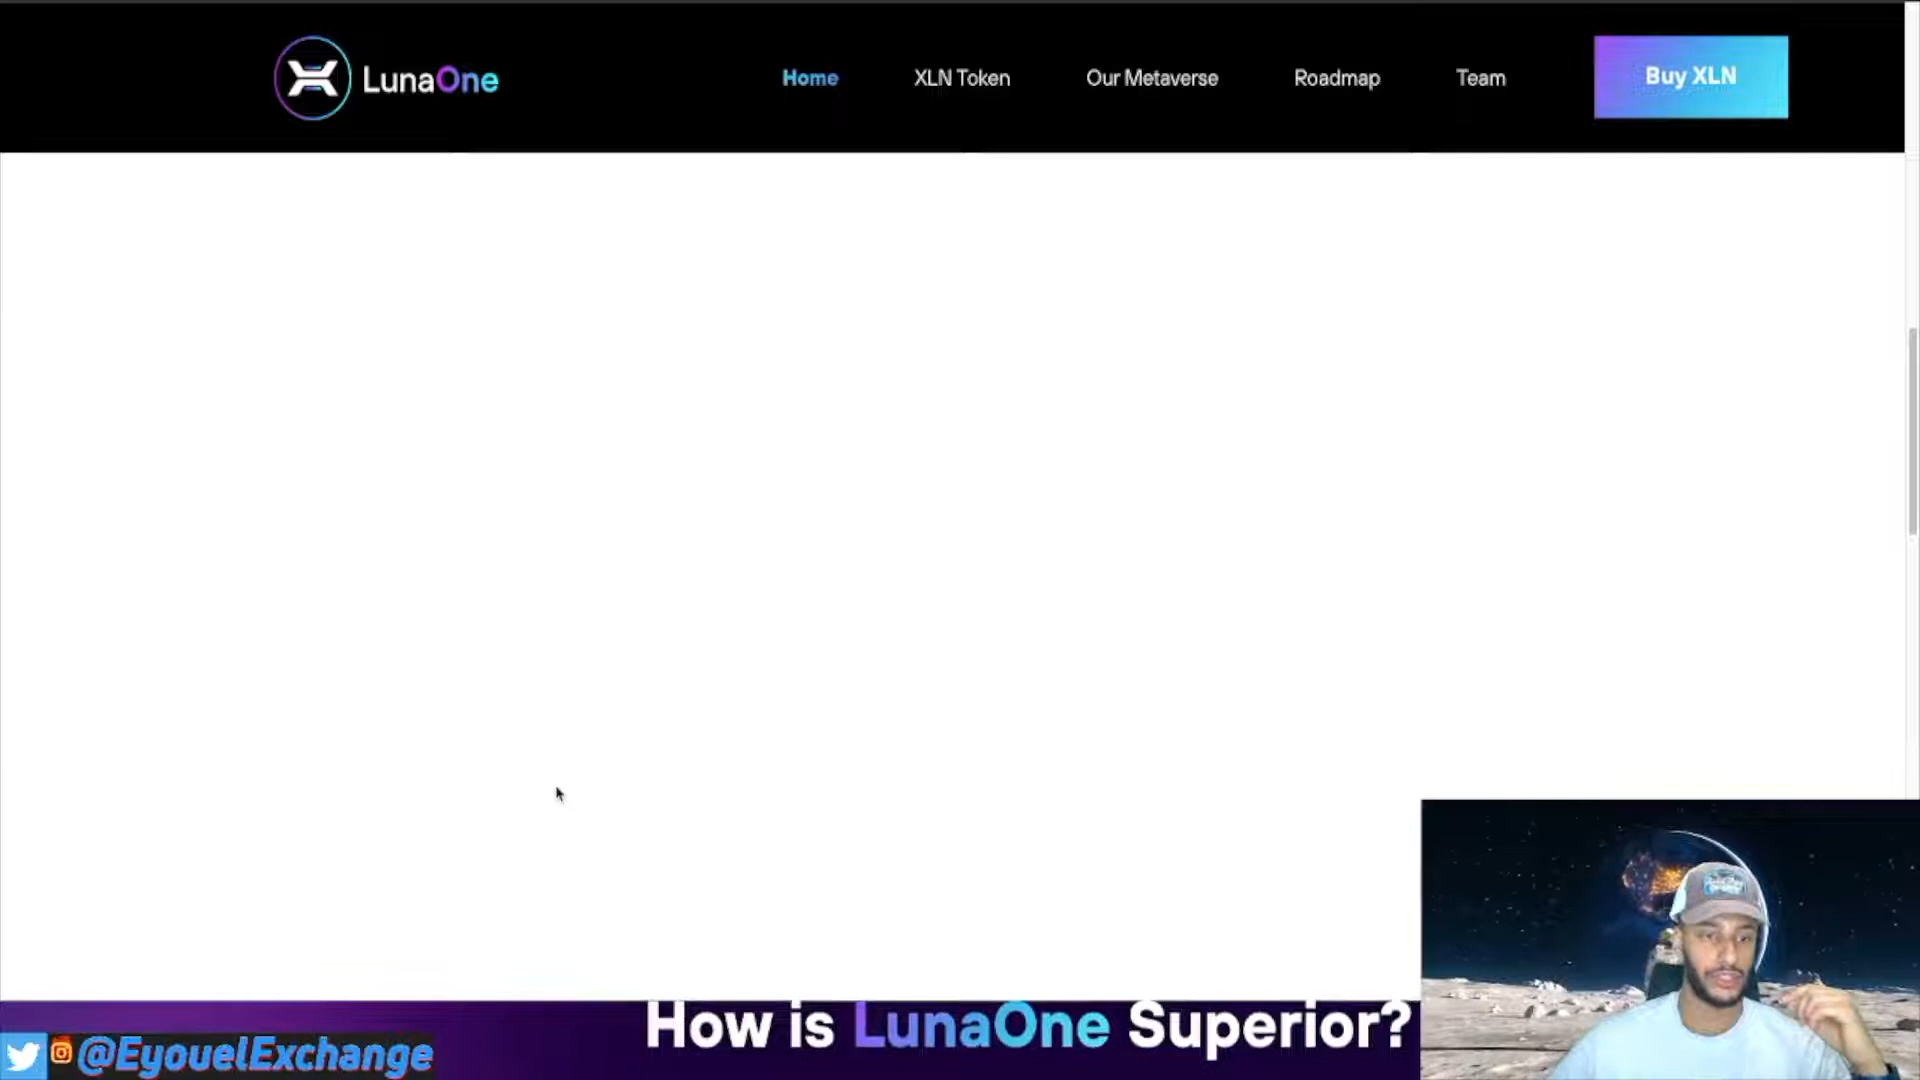 LunaOne
Home
XLN Token
Our Metaverse
Roadmap
Team
Buy XLN
How is LunaOne Superior?
@EyouelExchange